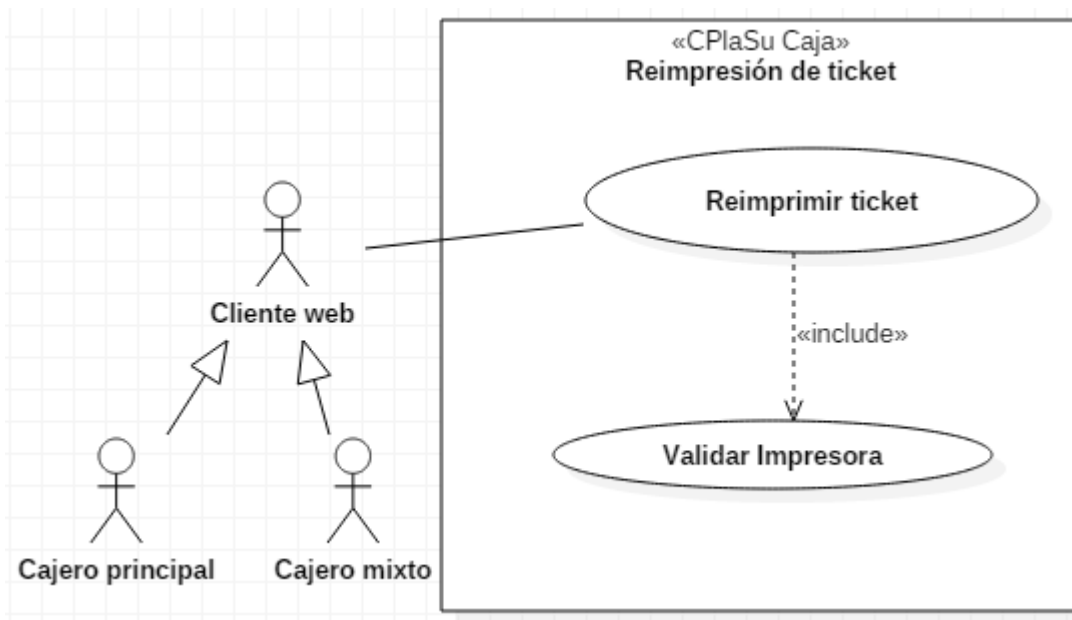 «CPlaSu Caja»
Reimpresión de ticket
Reimprimir ticket
Cliente web
«include»
Validar Impresora
Cajero principal
Cajero mixto